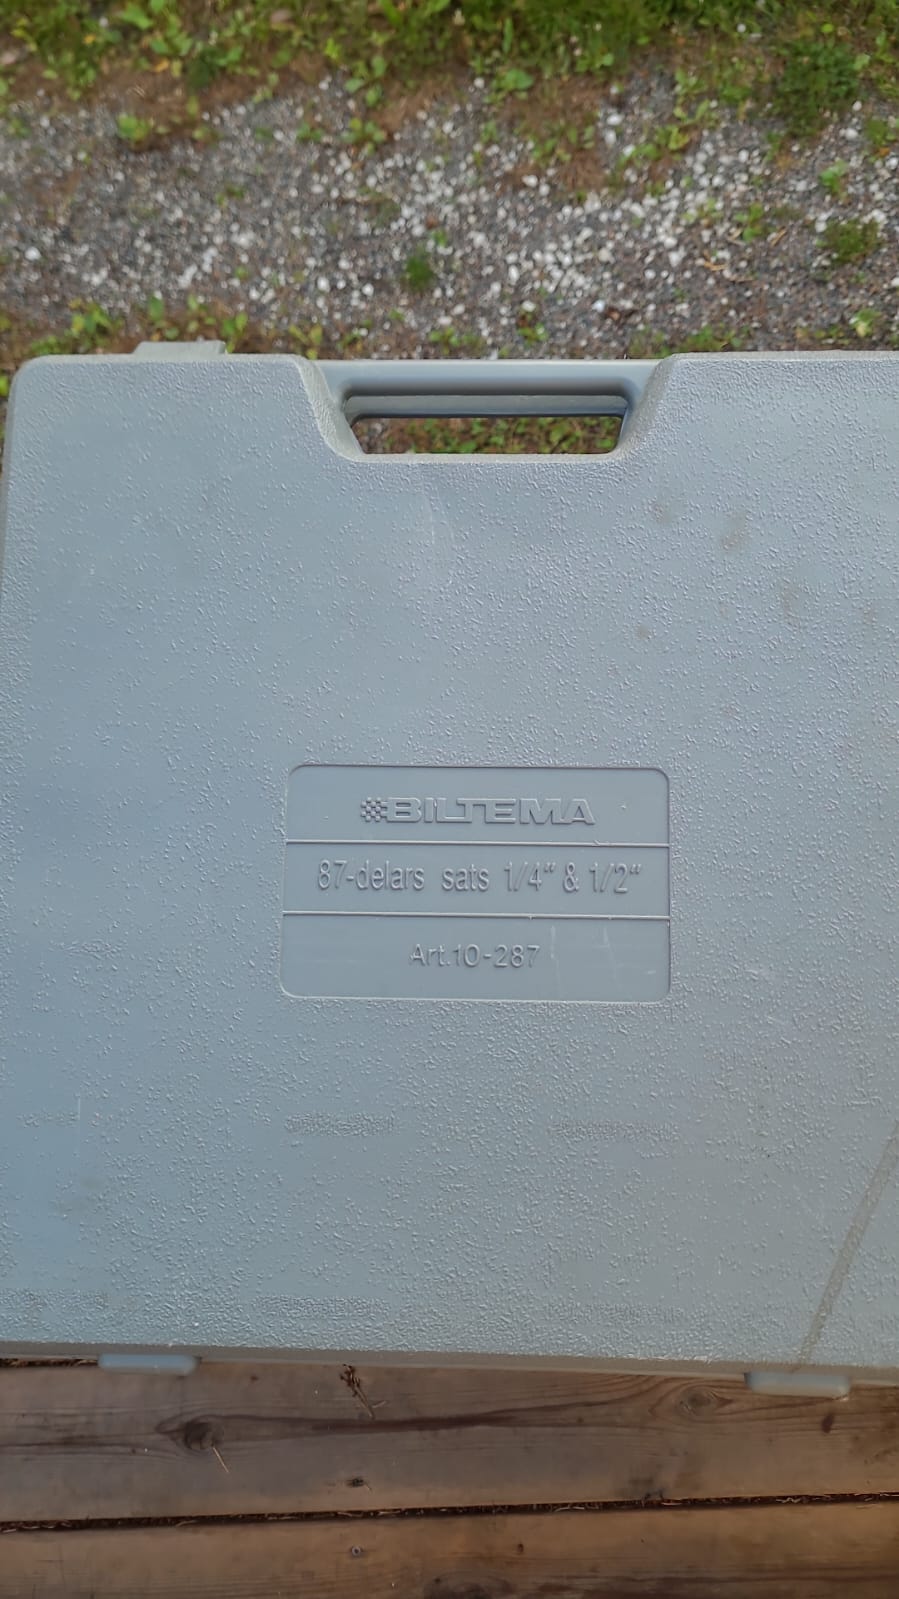 BILTEMA
87-delars sats 1/4" & 1/2"
Art.10-287